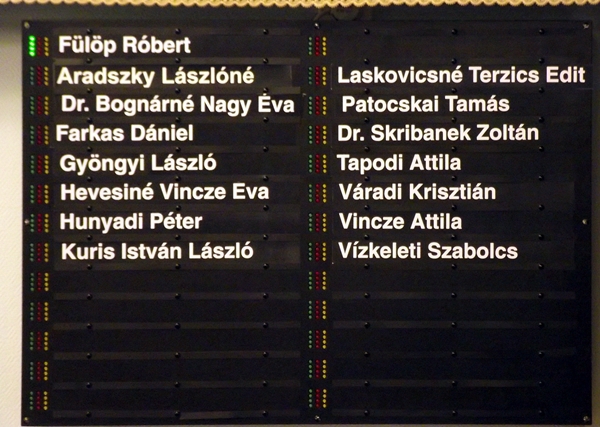 Fülöp Róbert
Aradszky Lászlóné
Dr. Bognárné Nagy Éva
Farkas Dániel
Gyöngyi László
Hevesiné Vincze Eva
Hunyadi Péter
Kuris István László
Laskovicsné Terzics Edit
Patocskai Tamás
Dr. Skribanek Zoltán
Tapodi Attila
Váradi Krisztián
Vincze Attila
Vízkeleti Szabolcs